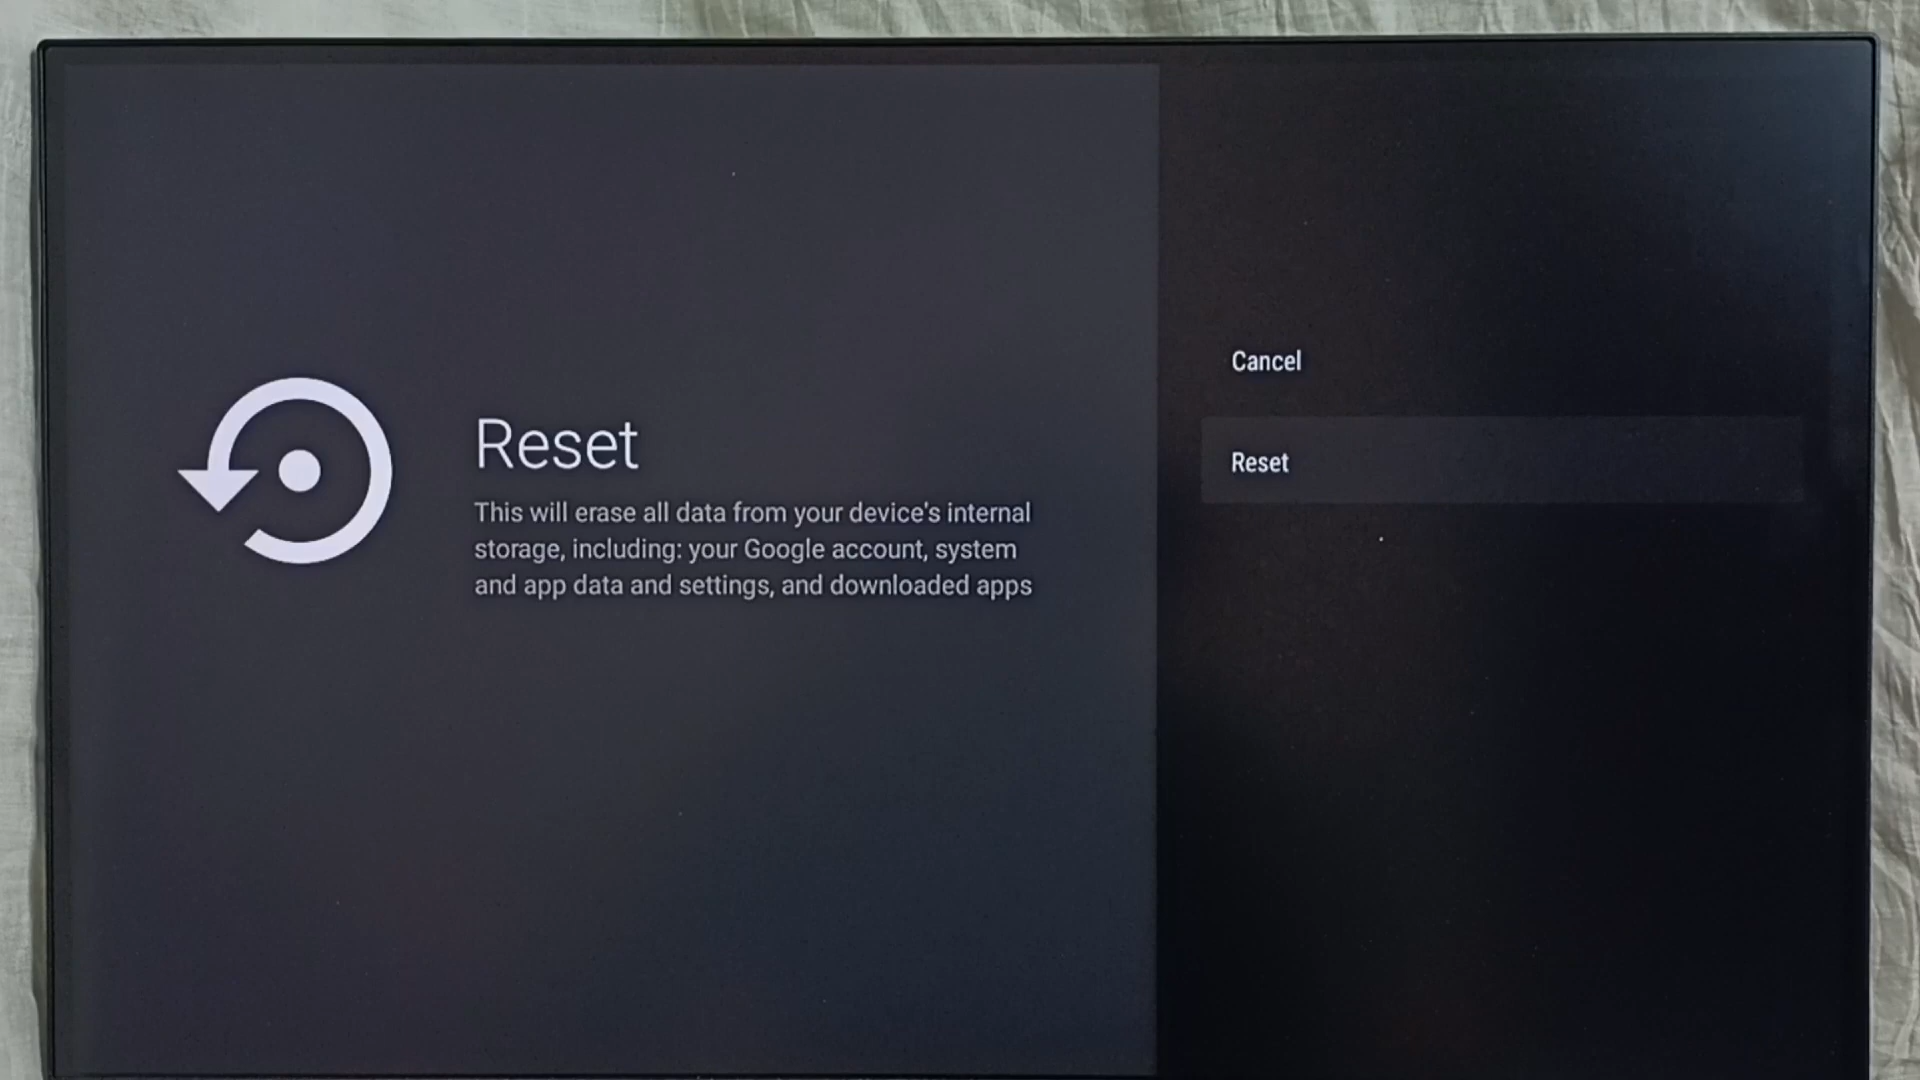 Reset
This will erase all data from your device's internal
storage, including: your Google account, system
and app data and settings, and downloaded apps
Cancel
Reset